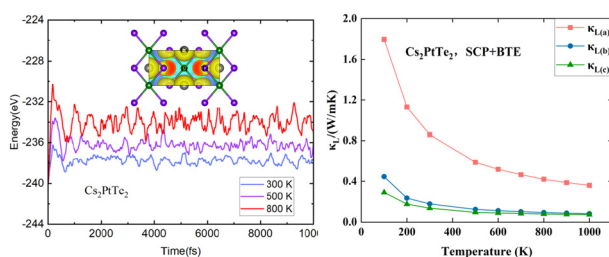 -224
-228
-232
-236
-240
-244
Energy(eV)
Cs₂PtTe₂
300 K
500 K
800 K
0
2000
4000
6000
8000
1000
Time(fs)
2.0
1.6
1.2
0.8
0.4
0.0
κL/(W/mK)
Cs₂PtTe₂，SCP+BTE
κL(a)
κL(b)
κL(c)
0
200
400
600
800
1000
Temperature (K)